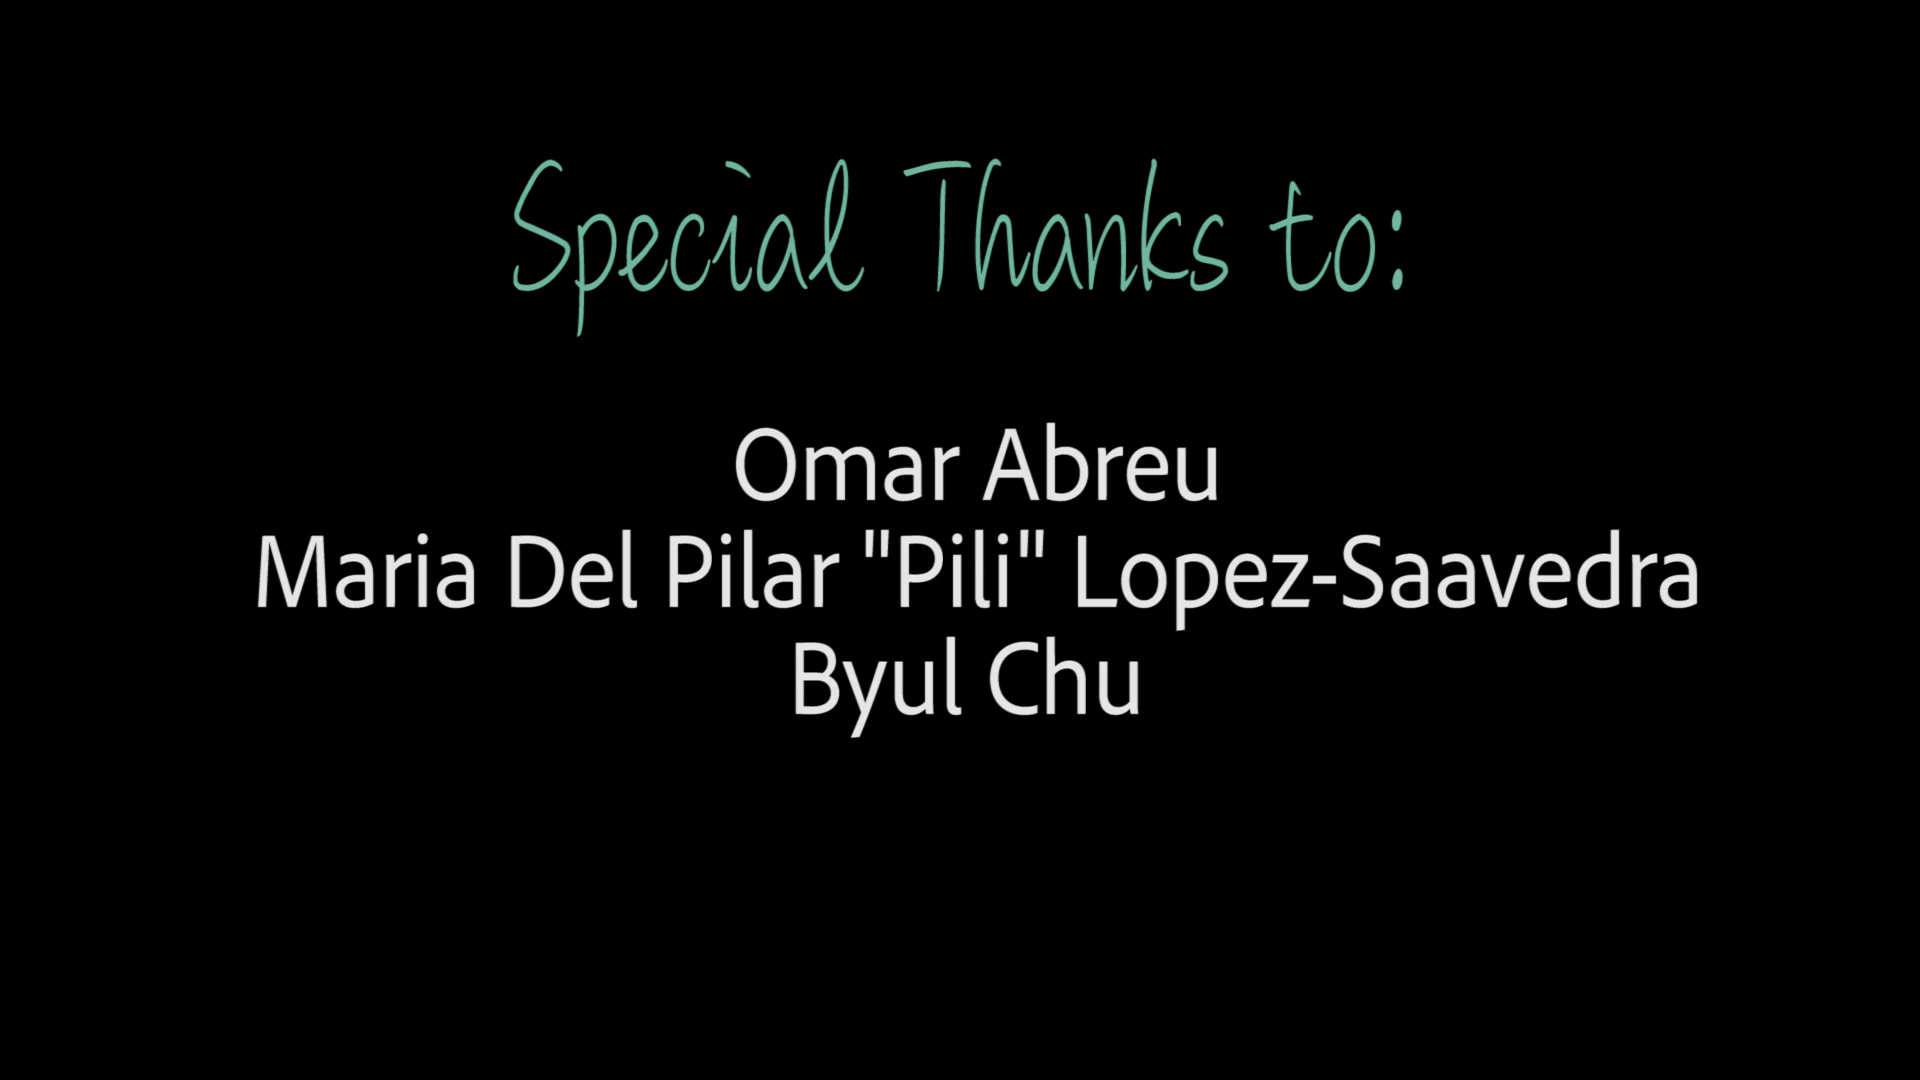 Special Thanks to:
Omar Abreu
Maria Del Pilar "Pili" Lopez-Saavedra
Byul Chu